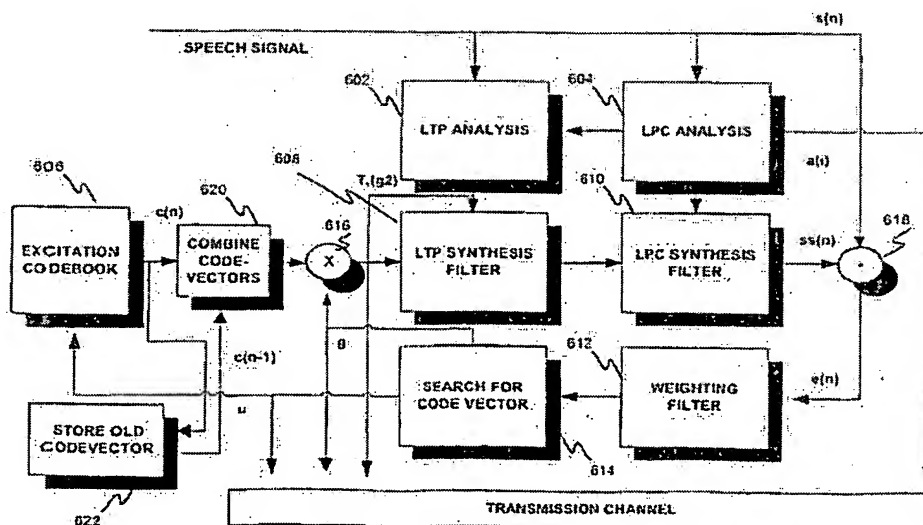 s(n)
SPEECH SIGNAL
602
604
LTP ANALYSIS
LPC ANALYSIS
606
608
a(i)
620
T,(g2)
610
616
618
c(n)
EXCITATION
CODEBOOK
COMBINE
CODE-
VECTORS
X
LTP SYNTHESIS
FILTER
LPC SYNTHESIS
FILTER
ss(n)
c(n-1)
g
612
u
SEARCH FOR
CODE VECTOR
WEIGHTING
FILTER
e(n)
STORE OLD
CODEVECTOR
614
622
TRANSMISSION CHANNEL